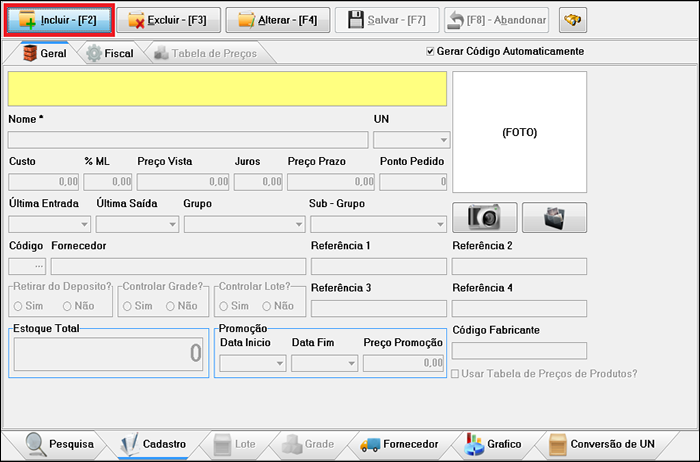 Incluir - [F2] Excluir - [F3] Alterar - [F4] Salvar - [F7] [F8] - Abandonar
Geral Fiscal Tabela de Preços Gerar Código Automaticamente
Nome * UN
(FOTO)
Custo % ML Preço Vista Juros Preço Prazo Ponto Pedido
0,00 0,00 0,00 0,00 0,00 0
Última Entrada Última Saída Grupo Sub - Grupo
Código Fornecedor Referência 1 Referência 2
...
Retirar do Deposito? Controlar Grade? Controlar Lote? Referência 3 Referência 4
Sim Não Sim Não Sim Não
Estoque Total Promoção Código Fabricante
Data Inicio Data Fim Preço Promoção
0 0,00
Usar Tabela de Preços de Produtos?
Pesquisa Cadastro Lote Grade Fornecedor Grafico Conversão de UN